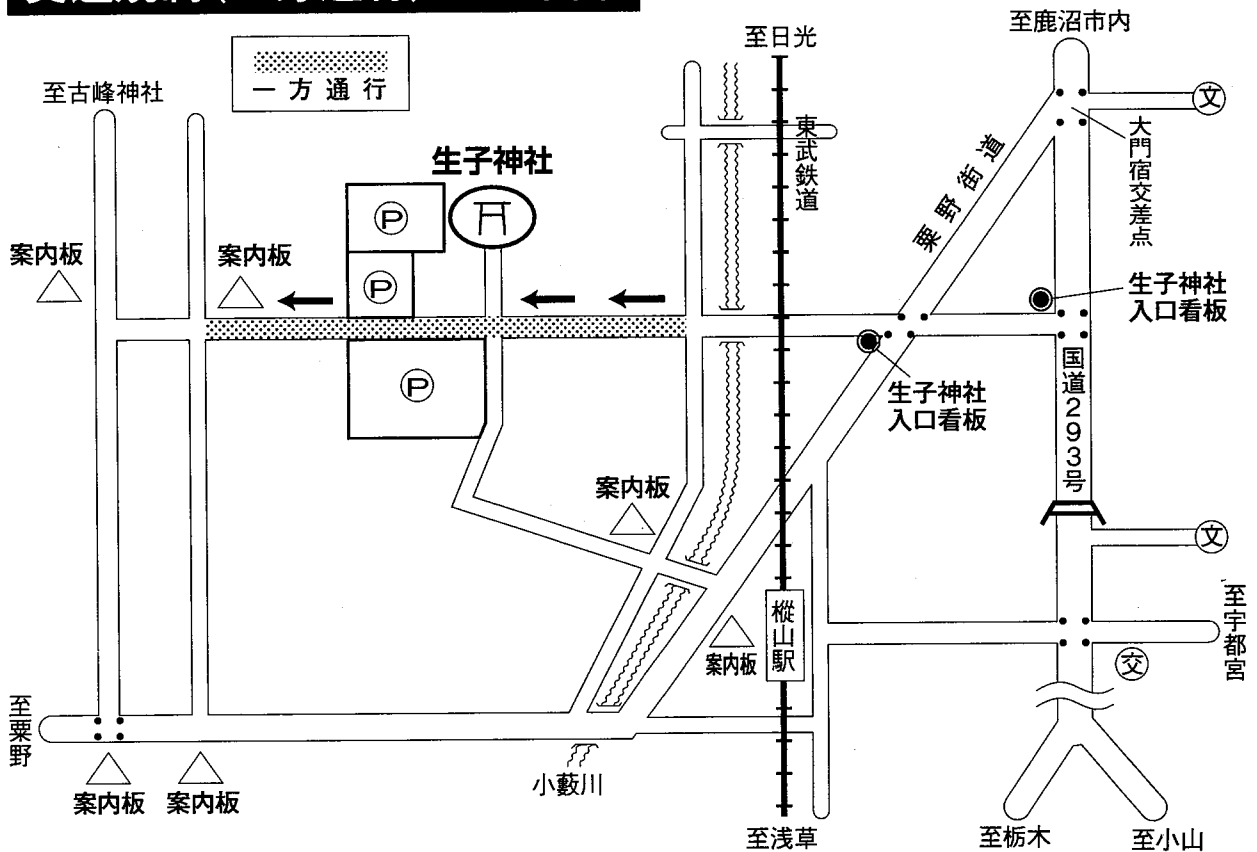 至鹿沼市内
至日光
一方通行
至古峰神社
文
大門宿交差点
東武鉄道
粟野街道
生子神社
P
案内板
案内板
P
生子神社
入口看板
生子神社
入口看板
P
国道293号
案内板
文
至宇都宮
樅山駅
案内板
交
至粟野
小藪川
案内板
案内板
至浅草
至栃木
至小山